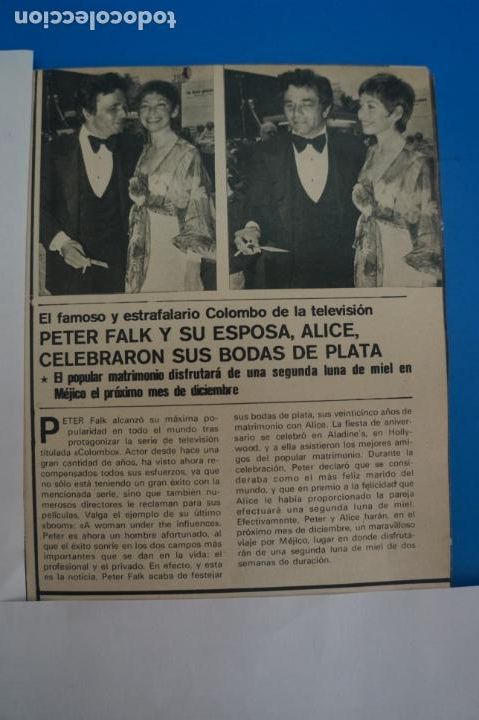 todocoleccion
El famoso y estrafalario Colombo de la televisión
PETER FALK Y SU ESPOSA, ALICE,
CELEBRARON SUS BODAS DE PLATA
★ El popular matrimonio disfrutará de una segunda luna de miel en
Méjico el próximo mes de diciembre
PETER Falk alcanzó su máxima po-
pularidad en todo el mundo tras
protagonizar la serie de televisión
titulada «Colombo». Actor desde hace una
gran cantidad de años, ha visto ahora re-
compensados todos sus esfuerzos, ya que
no sólo está teniendo un gran éxito con la
mencionada serie, sino que también nu-
merosos directores le reclaman para sus
películas. Valga el ejemplo de su último
«boom»: «A woman under the influence».
Peter es ahora un hombre afortunado, al
que el éxito sonríe en los dos campos más
importantes que se dan en la vida: el
profesional y el privado. En efecto, y esta
es la noticia, Peter Falk acaba de festejar
sus bodas de plata, sus veinticinco años de
matrimonio con Alice. La fiesta de aniver-
sario se celebró en Aladine's, en Holly-
wood, y a ella asistieron los mejores ami-
gos del popular matrimonio. Durante la
celebración, Peter declaró que se consi-
deraba como el más feliz marido del
mundo, y que en premio a la felicidad que
Alice le había proporcionado la pareja
efectuará una segunda luna de miel.
Efectivamente, Peter y Alice harán, en el
próximo mes de diciembre, un maravilloso
viaje por Méjico, lugar en donde disfruta-
rán de una segunda luna de miel de dos
semanas de duración.